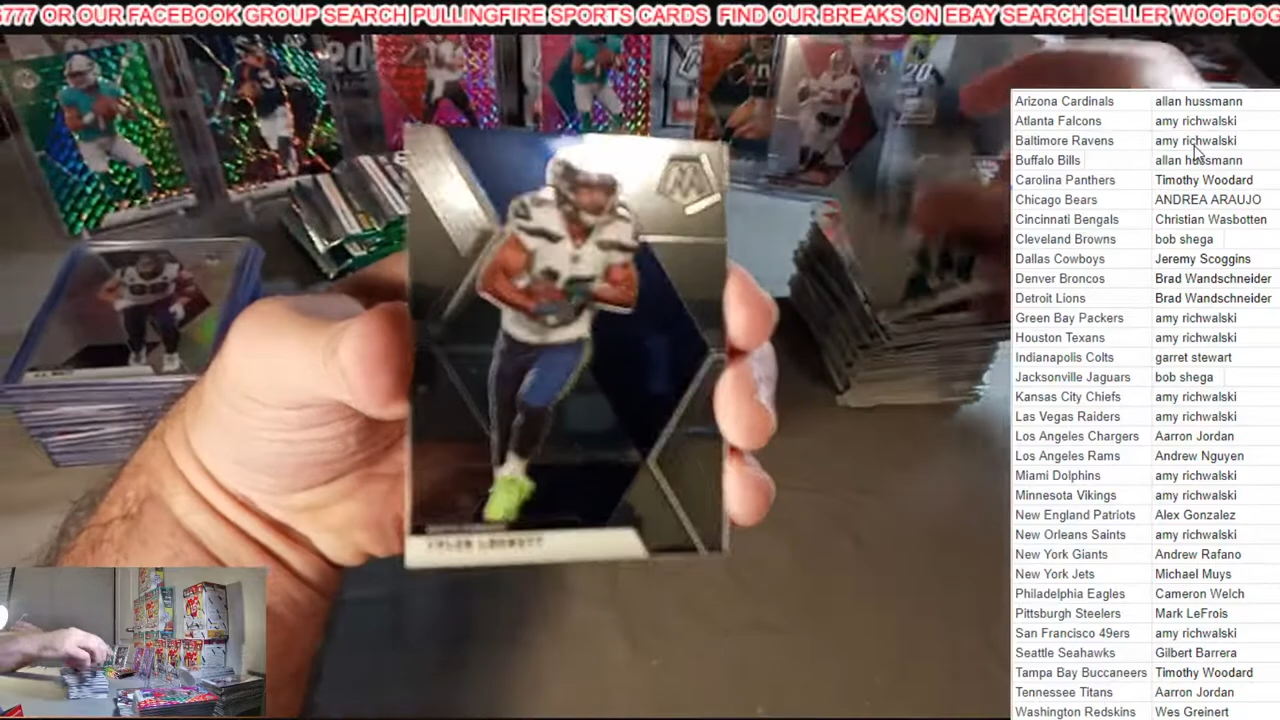 5777 OR OUR FACEBOOK GROUP SEARCH PULLINGFIRE SPORTS CARDS FIND OUR BREAKS ON EBAY SEARCH SELLER WOOFDOG
20
20
M
Arizona Cardinals allan hussmann
Atlanta Falcons amy richwalski
Baltimore Ravens amy richwalski
Buffalo Bills allan hussmann
Carolina Panthers Timothy Woodard
Chicago Bears ANDREA ARAUJO
Cincinnati Bengals Christian Wasbotten
Cleveland Browns bob shega
Dallas Cowboys Jeremy Scoggins
Denver Broncos Brad Wandschneider
Detroit Lions Brad Wandschneider
Green Bay Packers amy richwalski
Houston Texans amy richwalski
Indianapolis Colts garret stewart
Jacksonville Jaguars bob shega
Kansas City Chiefs amy richwalski
Las Vegas Raiders amy richwalski
Los Angeles Chargers Aarron Jordan
Los Angeles Rams Andrew Nguyen
Miami Dolphins amy richwalski
Minnesota Vikings amy richwalski
New England Patriots Alex Gonzalez
New Orleans Saints amy richwalski
New York Giants Andrew Rafano
New York Jets Michael Muys
Philadelphia Eagles Cameron Welch
Pittsburgh Steelers Mark LeFrois
San Francisco 49ers amy richwalski
Seattle Seahawks Gilbert Barrera
Tampa Bay Buccaneers Timothy Woodard
Tennessee Titans Aarron Jordan
Washington Redskins Wes Greinert
TYLER LOCKETT